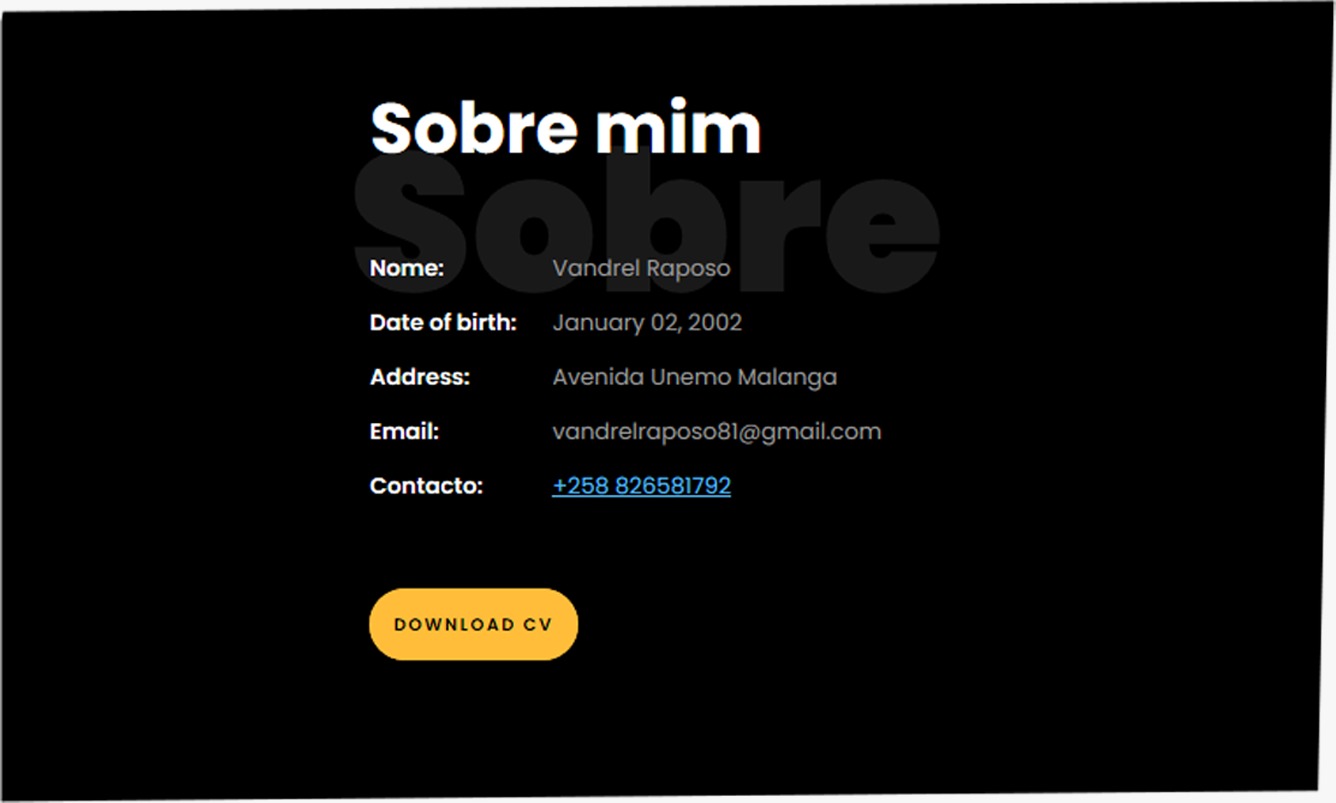 Sobre mim
Sobre
Nome: Vandrel Raposo
Date of birth: January 02, 2002
Address: Avenida Unemo Malanga
Email: vandrelraposo81@gmail.com
Contacto: +258 826581792
DOWNLOAD CV